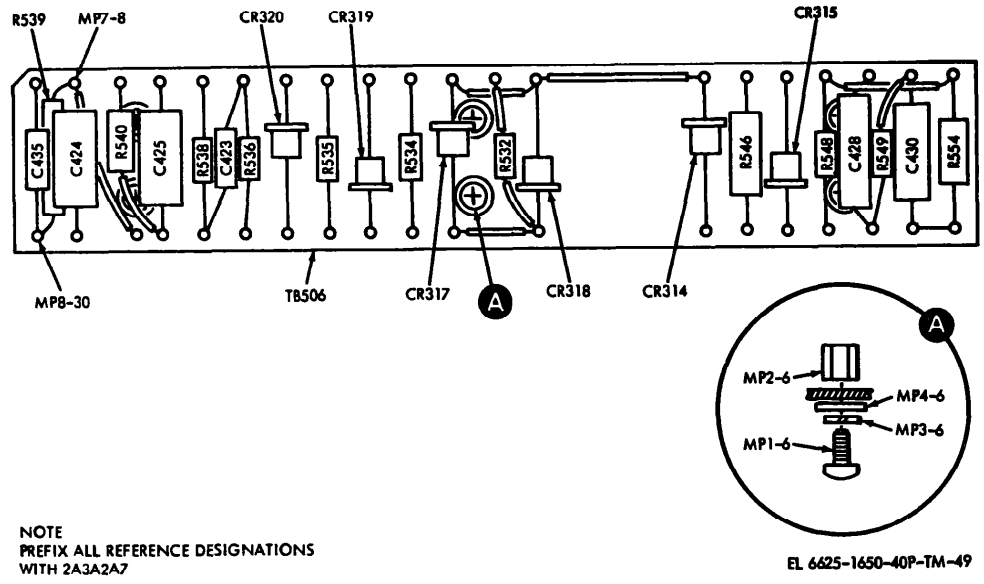 R539
MP7-8
CR320
CR319
CR315
C435
C424
R540
C425
R538
C423
R536
R535
R534
R532
R546
R548
C428
R549
C430
R554
MP8-30
TB506
CR317
A
CR318
CR314
A
MP2-6
MP4-6
MP3-6
MP1-6
NOTE
PREFIX ALL REFERENCE DESIGNATIONS
WITH 2A3A2A7
EL 6625-1650-40P-TM-49